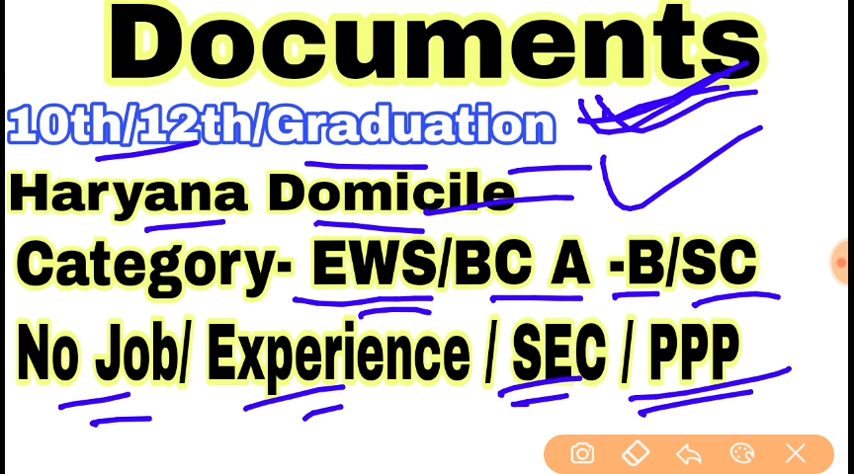 Documents
10th/12th/Graduation
Haryana Domicile
Category- EWS/BC A -B/SC
No Job/ Experience / SEC / PPP